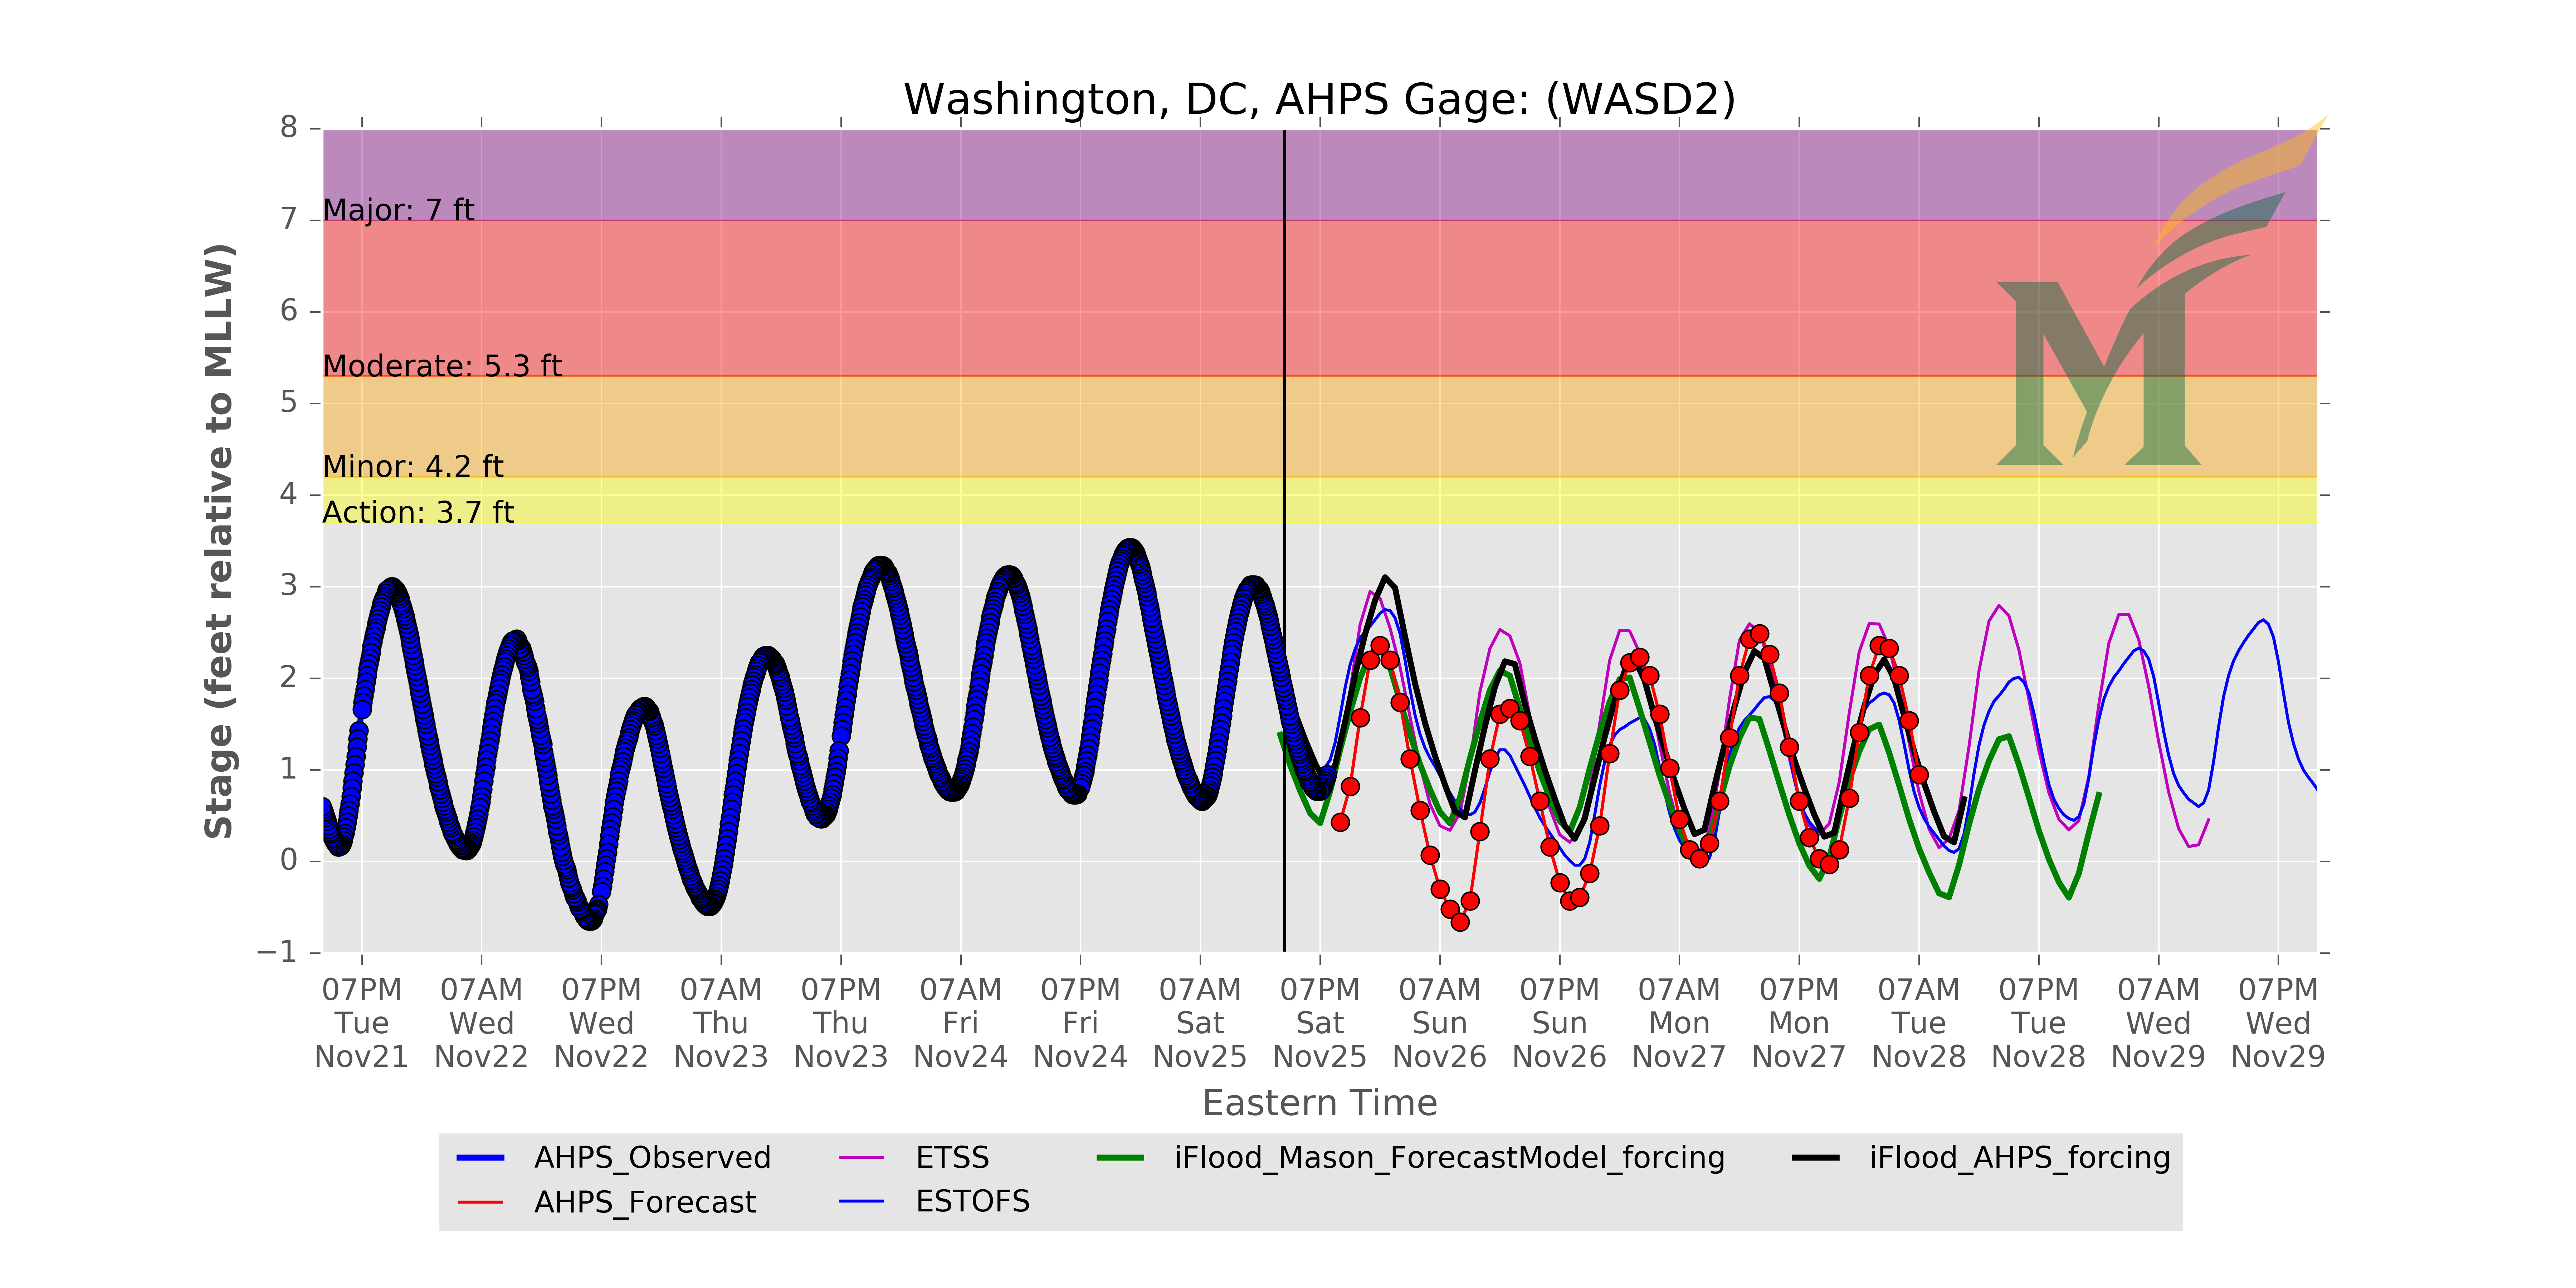 Washington, DC, AHPS Gage: (WASD2)
Stage (feet relative to MLLW)
8
7
6
5
4
3
2
1
0
−1
Major: 7 ft
Moderate: 5.3 ft
Minor: 4.2 ft
Action: 3.7 ft
07PM 07AM 07PM 07AM 07PM 07AM 07PM 07AM 07PM 07AM 07PM 07AM 07PM 07AM 07PM 07AM 07PM
Tue Wed Wed Thu Thu Fri Fri Sat Sat Sun Sun Mon Mon Tue Tue Wed Wed
Nov21 Nov22 Nov22 Nov23 Nov23 Nov24 Nov24 Nov25 Nov25 Nov26 Nov26 Nov27 Nov27 Nov28 Nov28 Nov29 Nov29
Eastern Time
AHPS_Observed ETSS iFlood_Mason_ForecastModel_forcing iFlood_AHPS_forcing
AHPS_Forecast ESTOFS
M